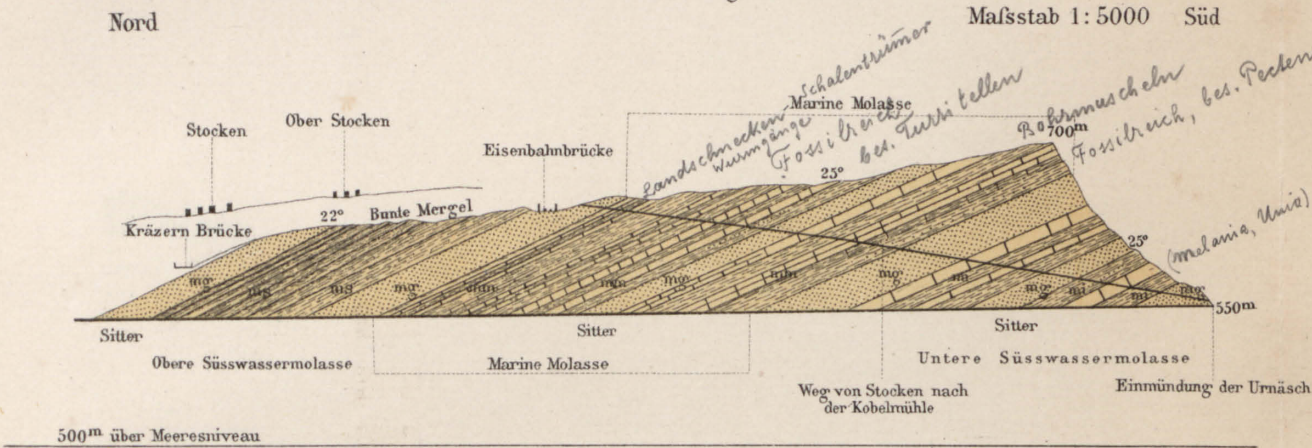 Nord
Maſsstab 1:5000 Süd
Schalentrümer
Landschnecken
Wurmgänge
Marine Molasse
Fossilreich
bes. Turritellen
Bohrmuscheln
Fossilreich, bes. Pecten
700m
Stocken
Ober Stocken
Eisenbahnbrücke
25°
22° Bunte Mergel
Kräzern Brücke
25°
(Melania, Unio)
mg ms ms mg mm mm mg mm mg mi mg mi mi mg
550m
Sitter
Sitter
Sitter
Obere Süsswassermolasse
Marine Molasse
Untere Süsswassermolasse
Weg von Stocken nach
der Kobelmühle
Einmündung der Urnäsch
500m über Meeresniveau